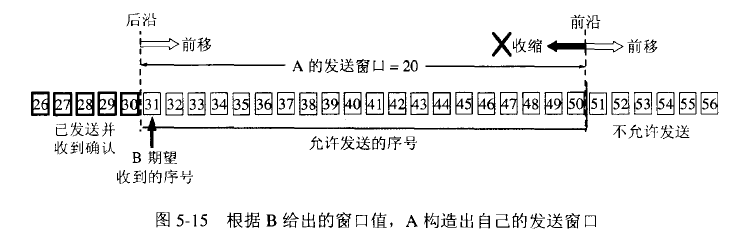 后沿 前沿
前移 收缩 前移
A 的发送窗口 = 20
26 27 28 29 30 31 32 33 34 35 36 37 38 39 40 41 42 43 44 45 46 47 48 49 50 51 52 53 54 55 56
已发送并 允许发送的序号 不允许发送
收到确认
B 期望
收到的序号
图 5-15 根据 B 给出的窗口值，A 构造出自己的发送窗口